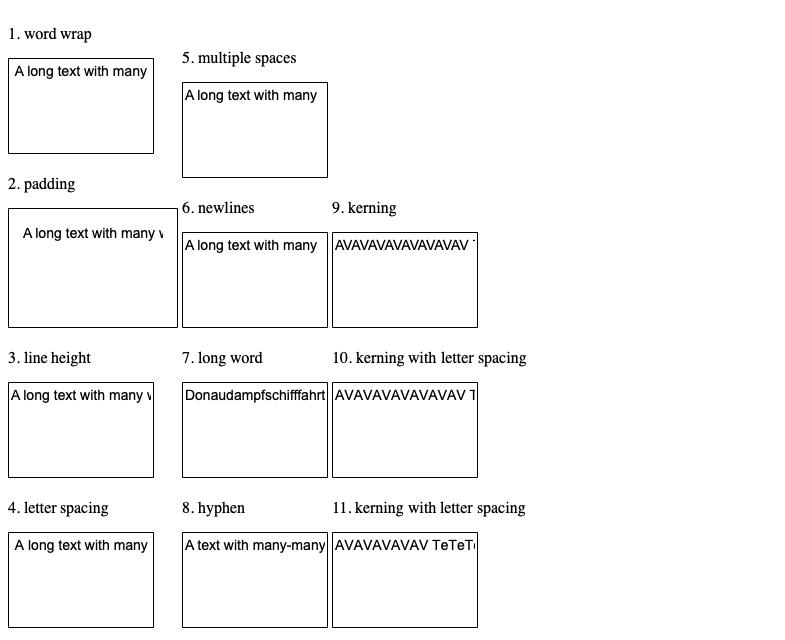 1. word wrap
A long text with many
2. padding
A long text with many
3. line height
A long text with many
4. letter spacing
A long text with many
5. multiple spaces
A long text with many
6. newlines
A long text with many
7. long word
Donaudampfschifffahrt
8. hyphen
A text with many-many
9. kerning
AVAVAVAVAVAVAVAV
10. kerning with letter spacing
AVAVAVAVAVAVAV T
11. kerning with letter spacing
AVAVAVAVAV TeTeT